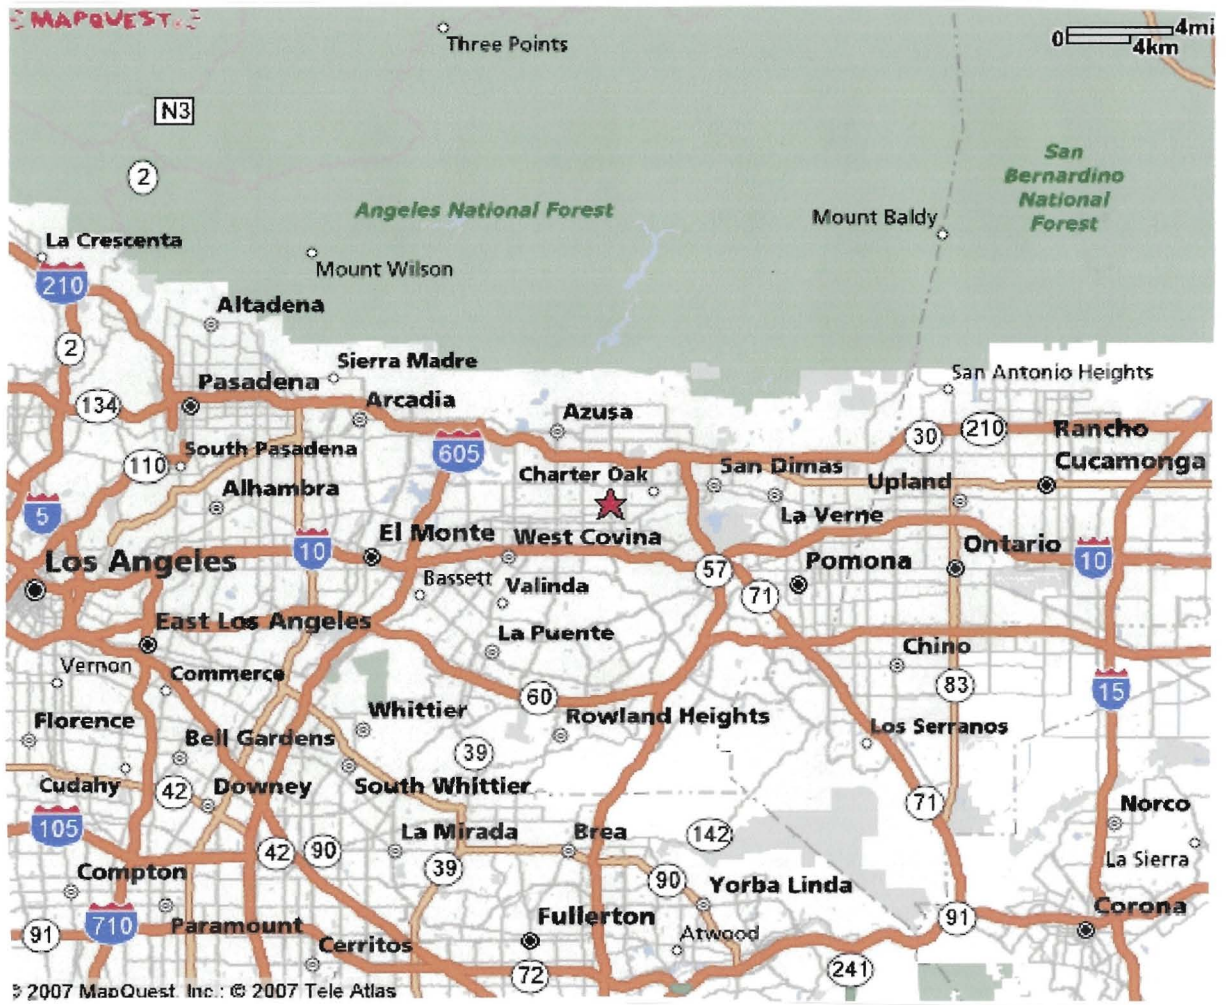 MAPQUEST
0 4mi
4km
Three Points
N3
2
San
Bernardino
National
Forest
Angeles National Forest
Mount Baldy
La Crescenta
Mount Wilson
210
Altadena
2
Sierra Madre
San Antonio Heights
Pasadena
134
Arcadia
Azusa
30
210
Rancho
Cucamonga
South Pasadena
110
605
Charter Oak
San Dimas
Upland
Alhambra
La Verne
5
El Monte
West Covina
Ontario
10
10
Los Angeles
Bassett
Valinda
57
71
Pomona
East Los Angeles
La Puente
Chino
Vernon
Commerce
60
83
15
Florence
Whittier
Rowland Heights
Los Serranos
Bell Gardens
39
Cudahy
42
Downey
South Whittier
71
Norco
105
La Mirada
Brea
142
La Sierra
42
90
39
90
Compton
Yorba Linda
710
Paramount
Fullerton
91
Corona
91
Cerritos
Atwood
72
241
© 2007 MapQuest, Inc.; © 2007 Tele Atlas